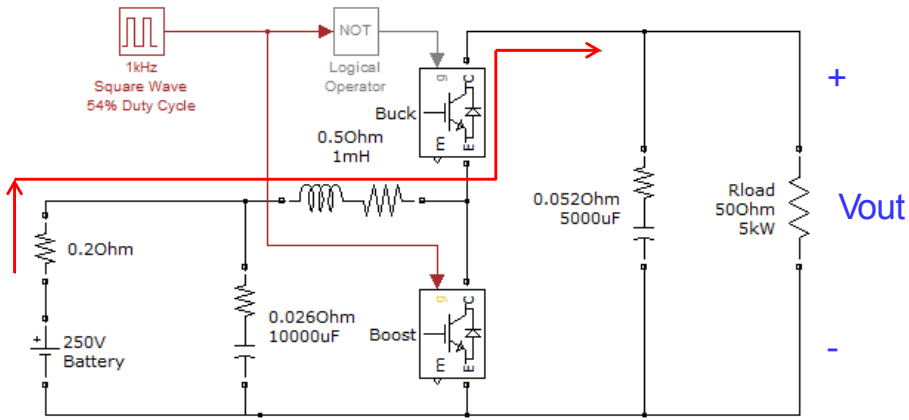 1kHz
Square Wave
54% Duty Cycle
NOT
Logical
Operator
g
C
Buck
m
E
0.5Ohm
1mH
+
0.052Ohm
5000uF
Rload
50Ohm
5kW
Vout
0.2Ohm
0.026Ohm
10000uF
g
C
Boost
m
E
+
250V
Battery
-